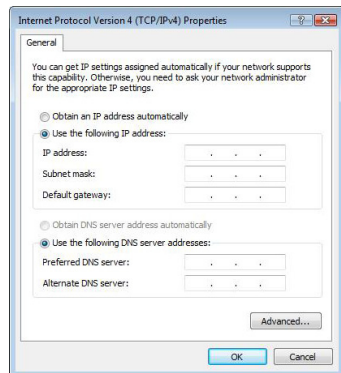 Internet Protocol Version 4 (TCP/IPv4) Properties
General
You can get IP settings assigned automatically if your network supports
this capability. Otherwise, you need to ask your network administrator
for the appropriate IP settings.
Obtain an IP address automatically
Use the following IP address:
IP address:
Subnet mask:
Default gateway:
Obtain DNS server address automatically
Use the following DNS server addresses:
Preferred DNS server:
Alternate DNS server:
Advanced...
OK Cancel